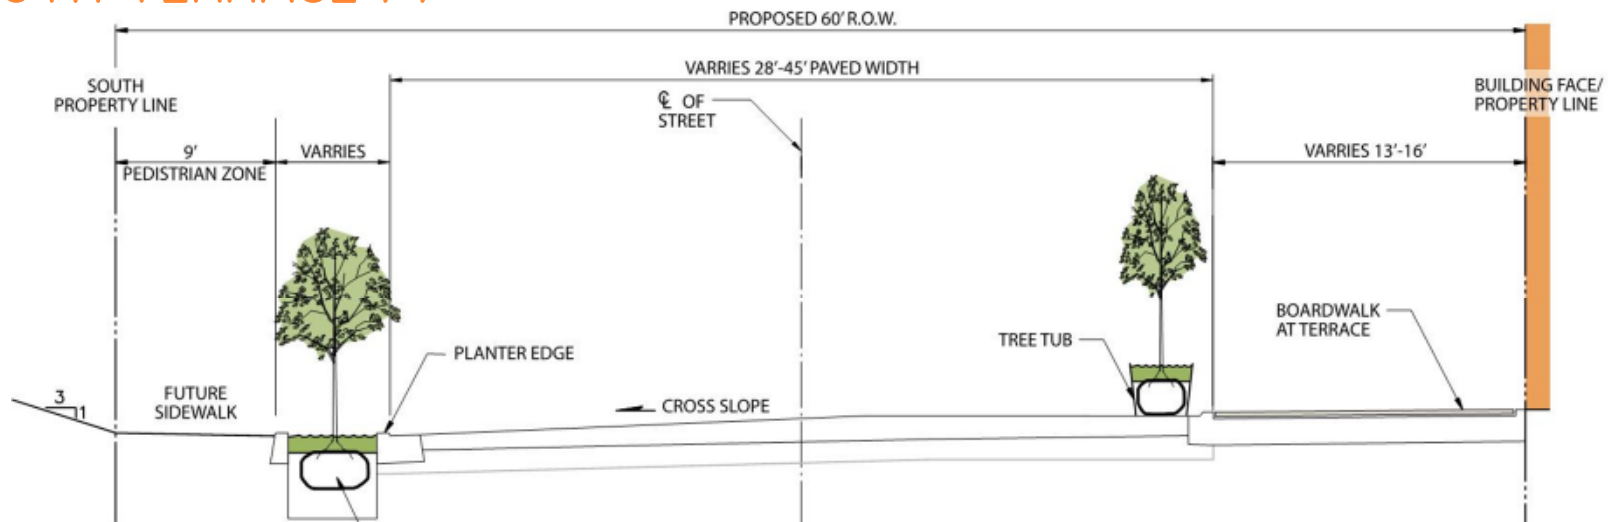 PROPOSED 60' R.O.W.
VARRIES 28'-45' PAVED WIDTH
SOUTH
PROPERTY LINE
℄ OF
STREET
BUILDING FACE/
PROPERTY LINE
9'
PEDISTRIAN ZONE
VARRIES
VARRIES 13'-16'
BOARDWALK
AT TERRACE
TREE TUB
PLANTER EDGE
FUTURE
SIDEWALK
3
1
CROSS SLOPE